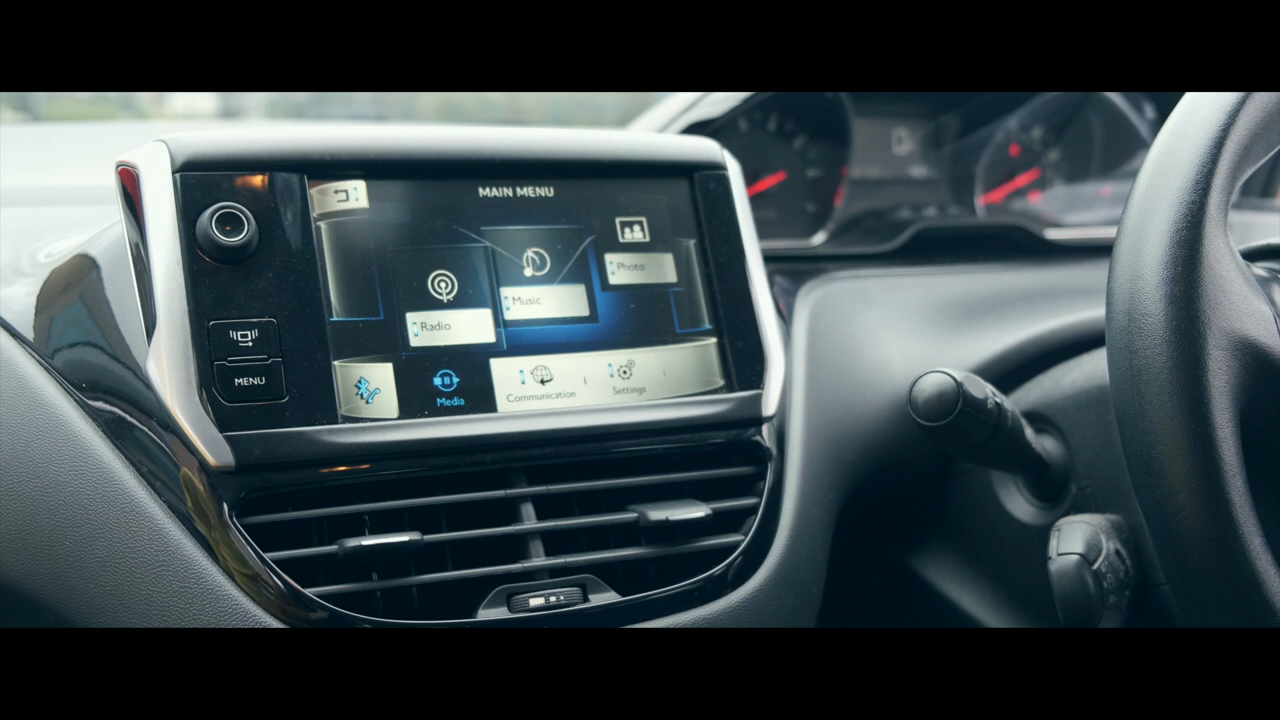 MAIN MENU
Photo
Music
Radio
MENU
Media
Communication
Settings